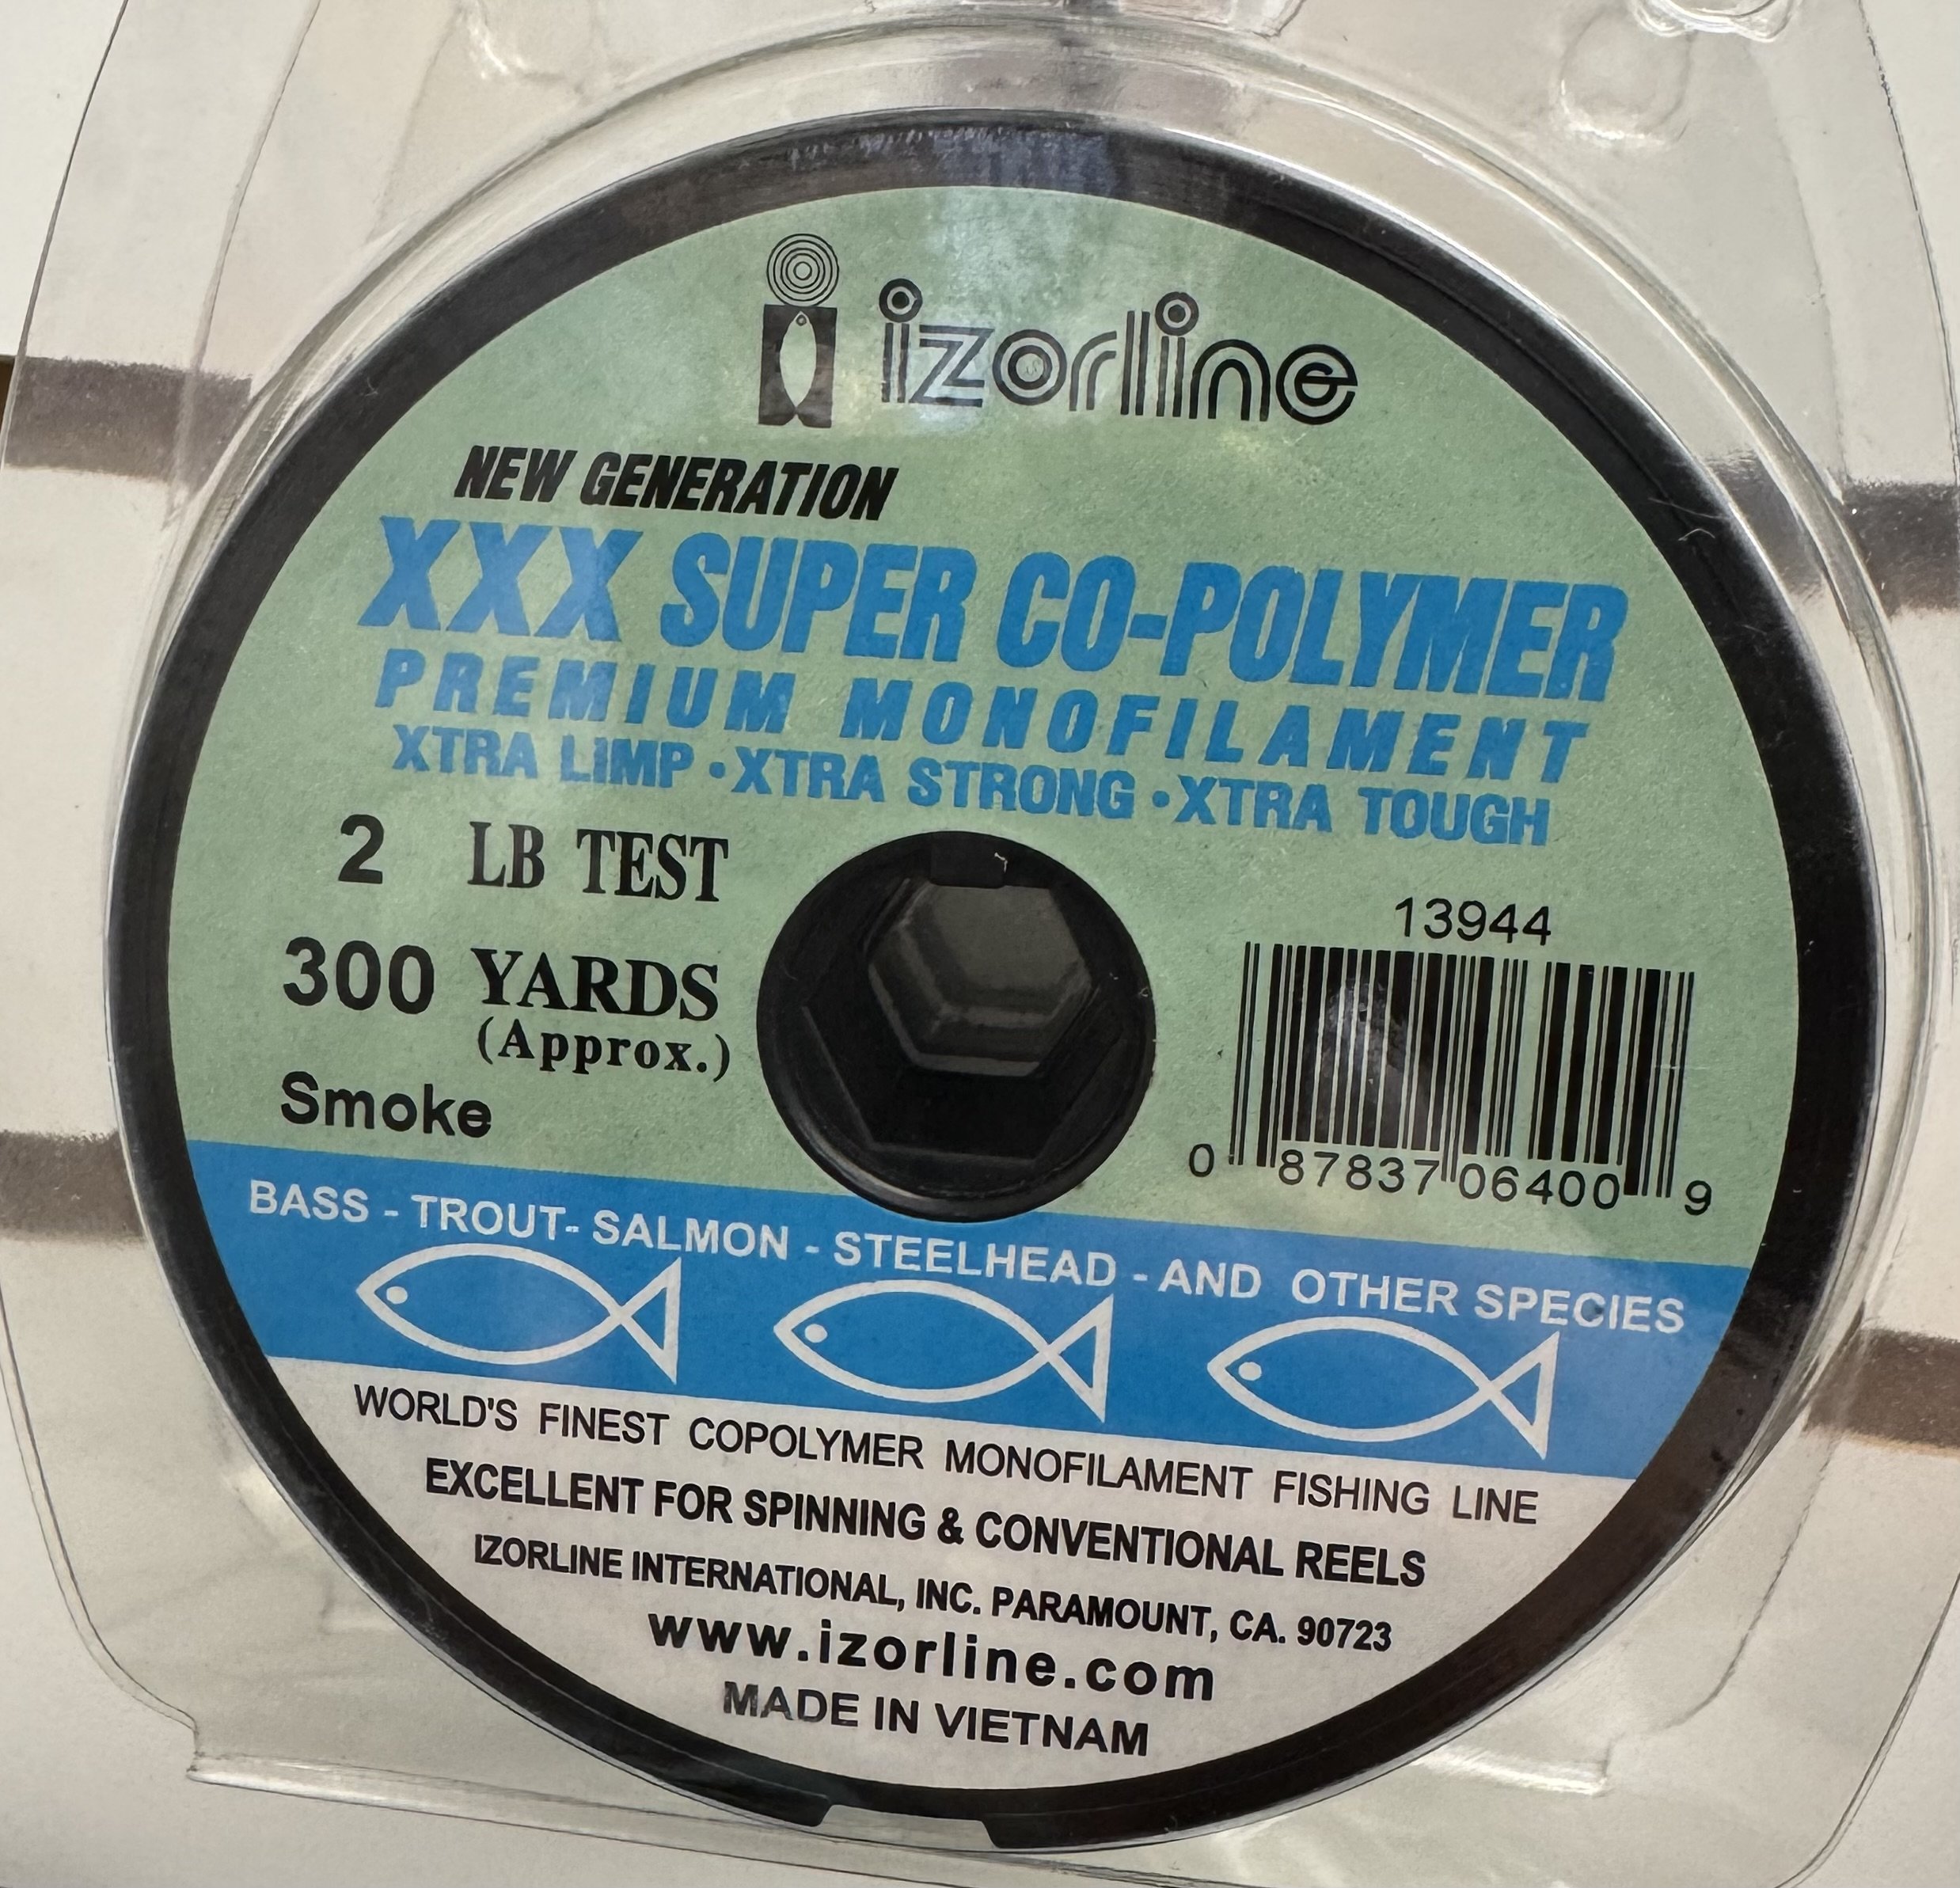 izorline
NEW GENERATION
XXX SUPER CO-POLYMER
PREMIUM MONOFILAMENT
XTRA LIMP • XTRA STRONG • XTRA TOUGH
2 LB TEST
300 YARDS
(Approx.)
Smoke
13944
0 87837 06400 9
BASS - TROUT- SALMON - STEELHEAD - AND OTHER SPECIES
WORLD'S FINEST COPOLYMER MONOFILAMENT FISHING LINE
EXCELLENT FOR SPINNING & CONVENTIONAL REELS
IZORLINE INTERNATIONAL, INC. PARAMOUNT, CA. 90723
www.izorline.com
MADE IN VIETNAM